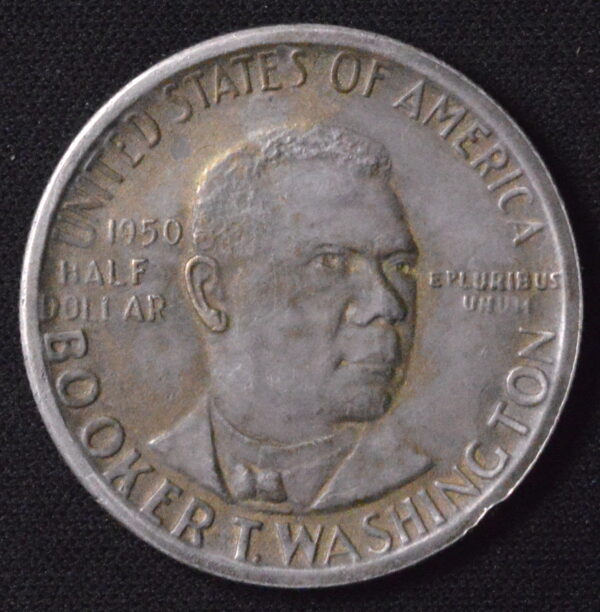 UNITED STATES OF AMERICA
1950
HALF
DOLLAR
E PLURIBUS
UNUM
BOOKER T. WASHINGTON